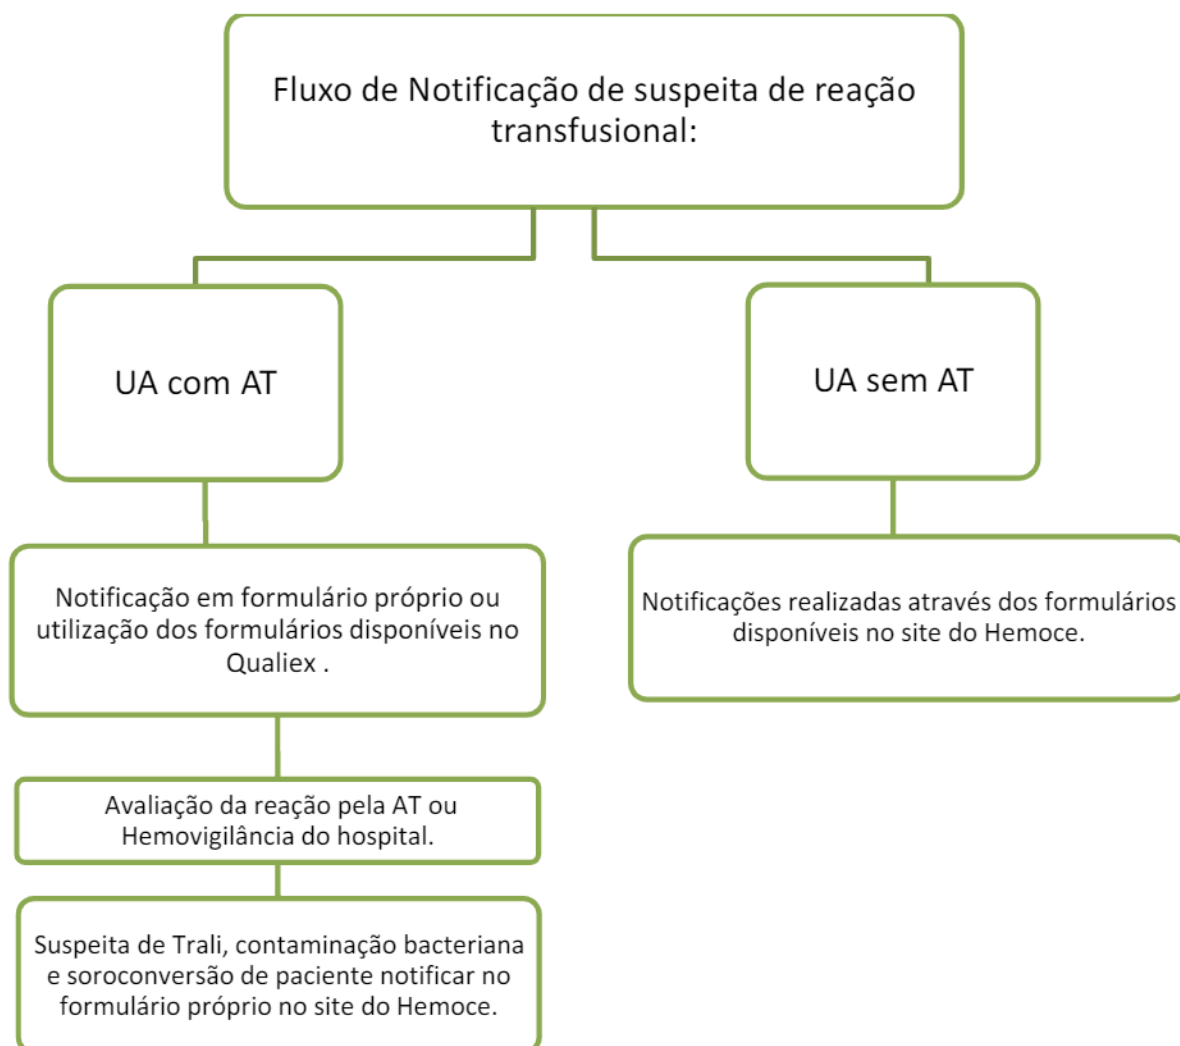 Fluxo de Notificação de suspeita de reação
transfusional:
UA com AT
UA sem AT
Notificação em formulário próprio ou
utilização dos formulários disponíveis no
Qualiex .
Notificações realizadas através dos formulários
disponíveis no site do Hemoce.
Avaliação da reação pela AT ou
Hemovigilância do hospital.
Suspeita de Trali, contaminação bacteriana
e soroconversão de paciente notificar no
formulário próprio no site do Hemoce.